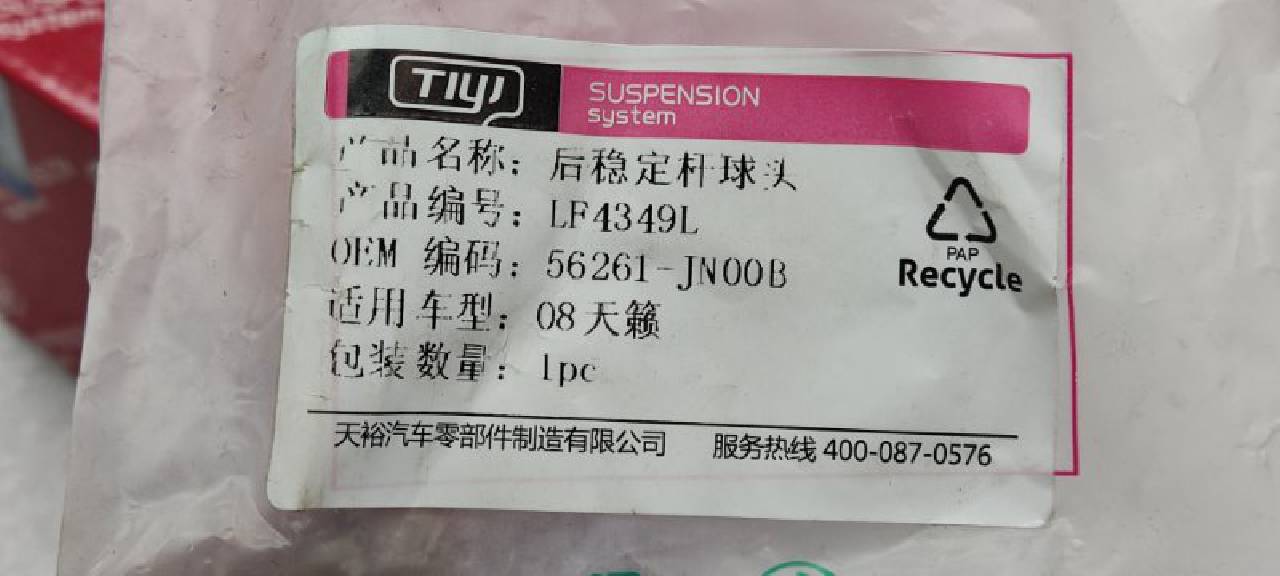 system
TIYI
SUSPENSION
system
产品名称：后稳定杆球头
产品编号：LF4349L
OEM 编码：56261-JN00B
适用车型：08天籁
包装数量：1pc
PAP
Recycle
天裕汽车零部件制造有限公司 服务热线 400-087-0576